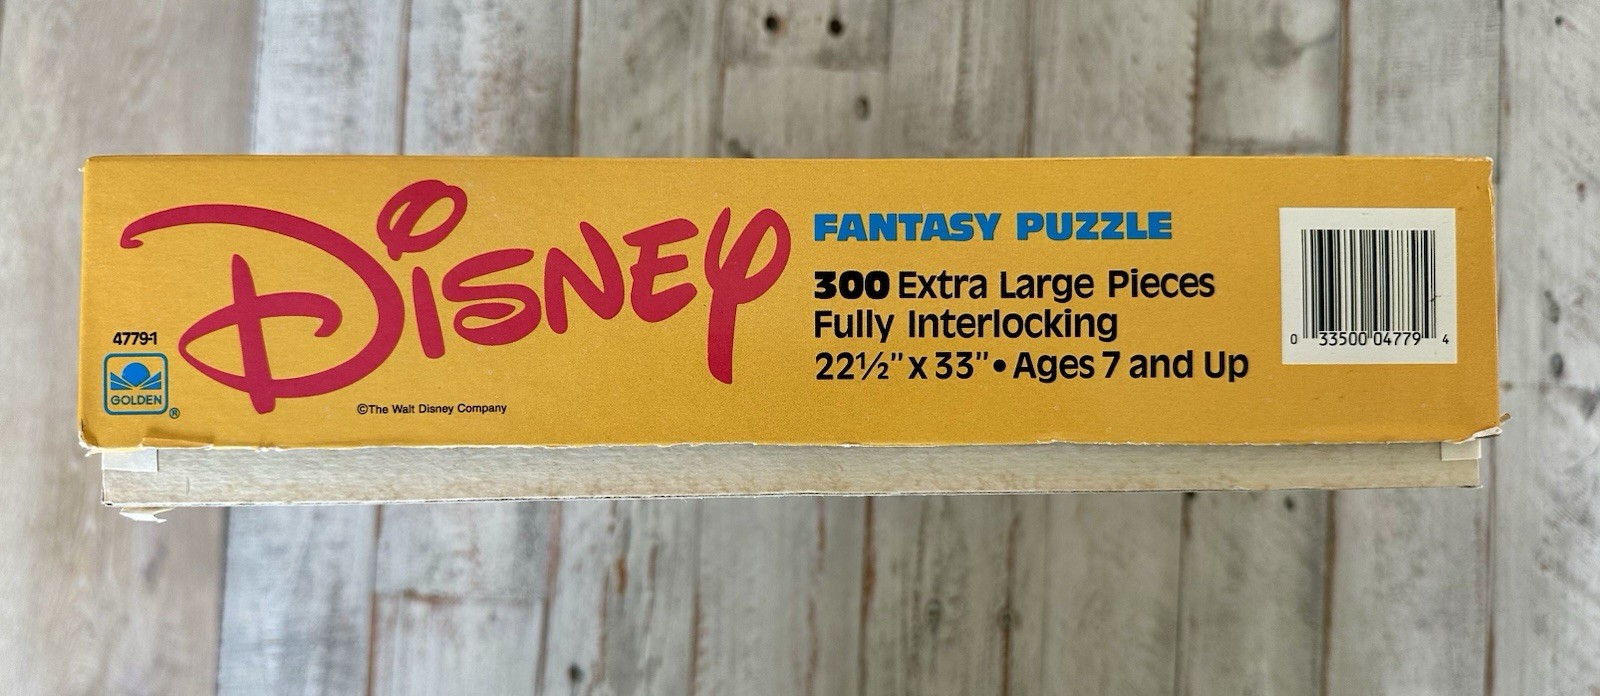 DISNEY
FANTASY PUZZLE
300 Extra Large Pieces
Fully Interlocking
22½" x 33" • Ages 7 and Up
4779-1
GOLDEN
®
©The Walt Disney Company
0 33500 04779 4